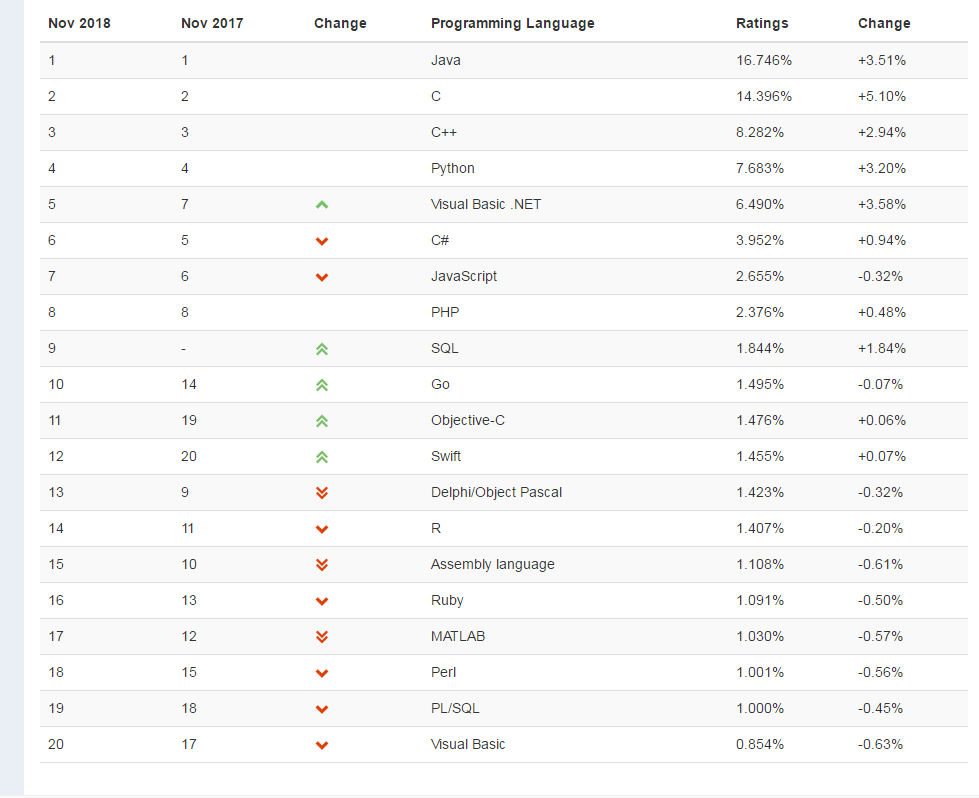 Nov 2018 Nov 2017 Change Programming Language Ratings Change
1 1 Java 16.746% +3.51%
2 2 C 14.396% +5.10%
3 3 C++ 8.282% +2.94%
4 4 Python 7.683% +3.20%
5 7 Visual Basic .NET 6.490% +3.58%
6 5 C# 3.952% +0.94%
7 6 JavaScript 2.655% -0.32%
8 8 PHP 2.376% +0.48%
9 - SQL 1.844% +1.84%
10 14 Go 1.495% -0.07%
11 19 Objective-C 1.476% +0.06%
12 20 Swift 1.455% +0.07%
13 9 Delphi/Object Pascal 1.423% -0.32%
14 11 R 1.407% -0.20%
15 10 Assembly language 1.108% -0.61%
16 13 Ruby 1.091% -0.50%
17 12 MATLAB 1.030% -0.57%
18 15 Perl 1.001% -0.56%
19 18 PL/SQL 1.000% -0.45%
20 17 Visual Basic 0.854% -0.63%